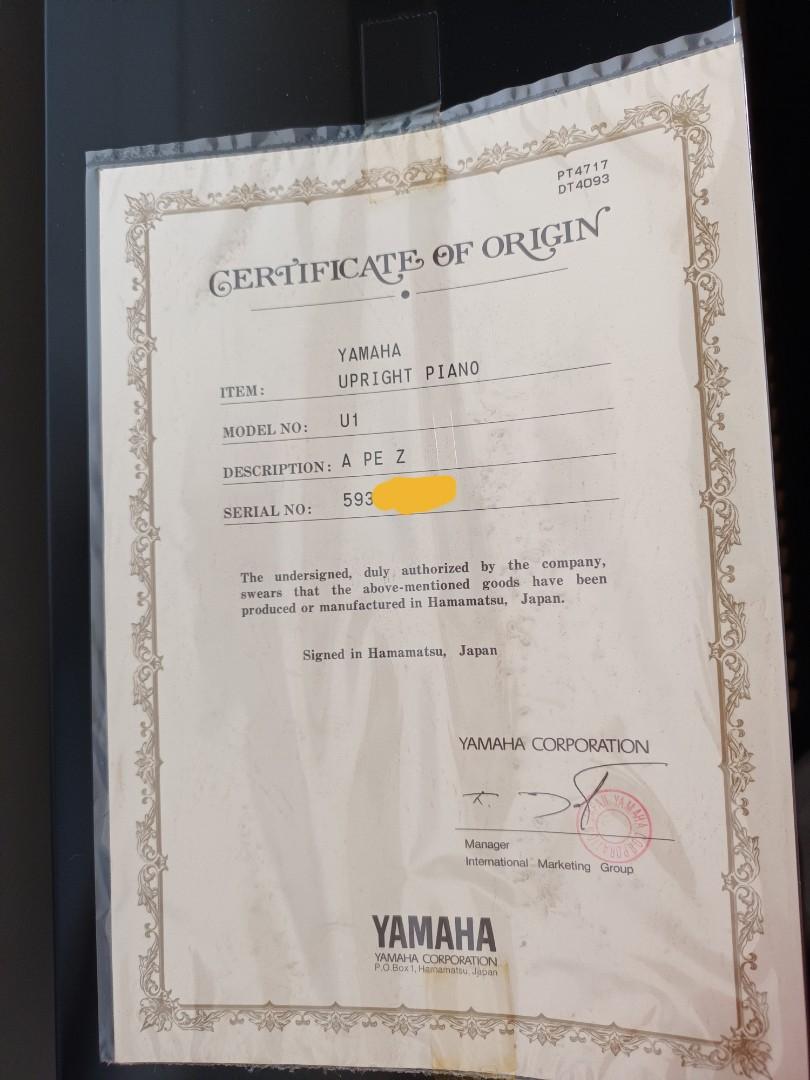 PT4717
DT4093
CERTIFICATE OF ORIGIN
YAMAHA
ITEM: UPRIGHT PIANO
MODEL NO: U1
DESCRIPTION: A PE Z
SERIAL NO: 593
The undersigned, duly authorized by the company,
swears that the above-mentioned goods have been
produced or manufactured in Hamamatsu, Japan.
Signed in Hamamatsu, Japan
YAMAHA CORPORATION
Manager
International Marketing Group
YAMAHA
YAMAHA CORPORATION
P.O.Box 1, Hamamatsu, Japan